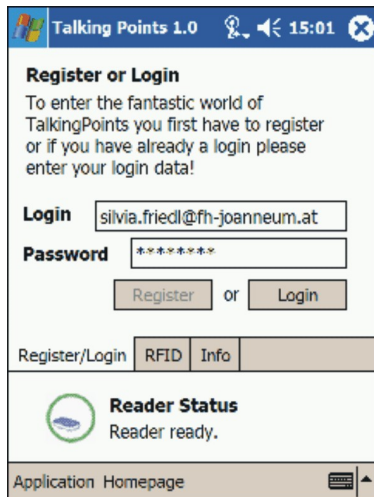 Talking Points 1.0 15:01
Register or Login
To enter the fantastic world of
TalkingPoints you first have to register
or if you have already a login please
enter your login data!
Login silvia.friedl@fh-joanneum.at
Password ********
Register or Login
Register/Login RFID Info
Reader Status
Reader ready.
Application Homepage